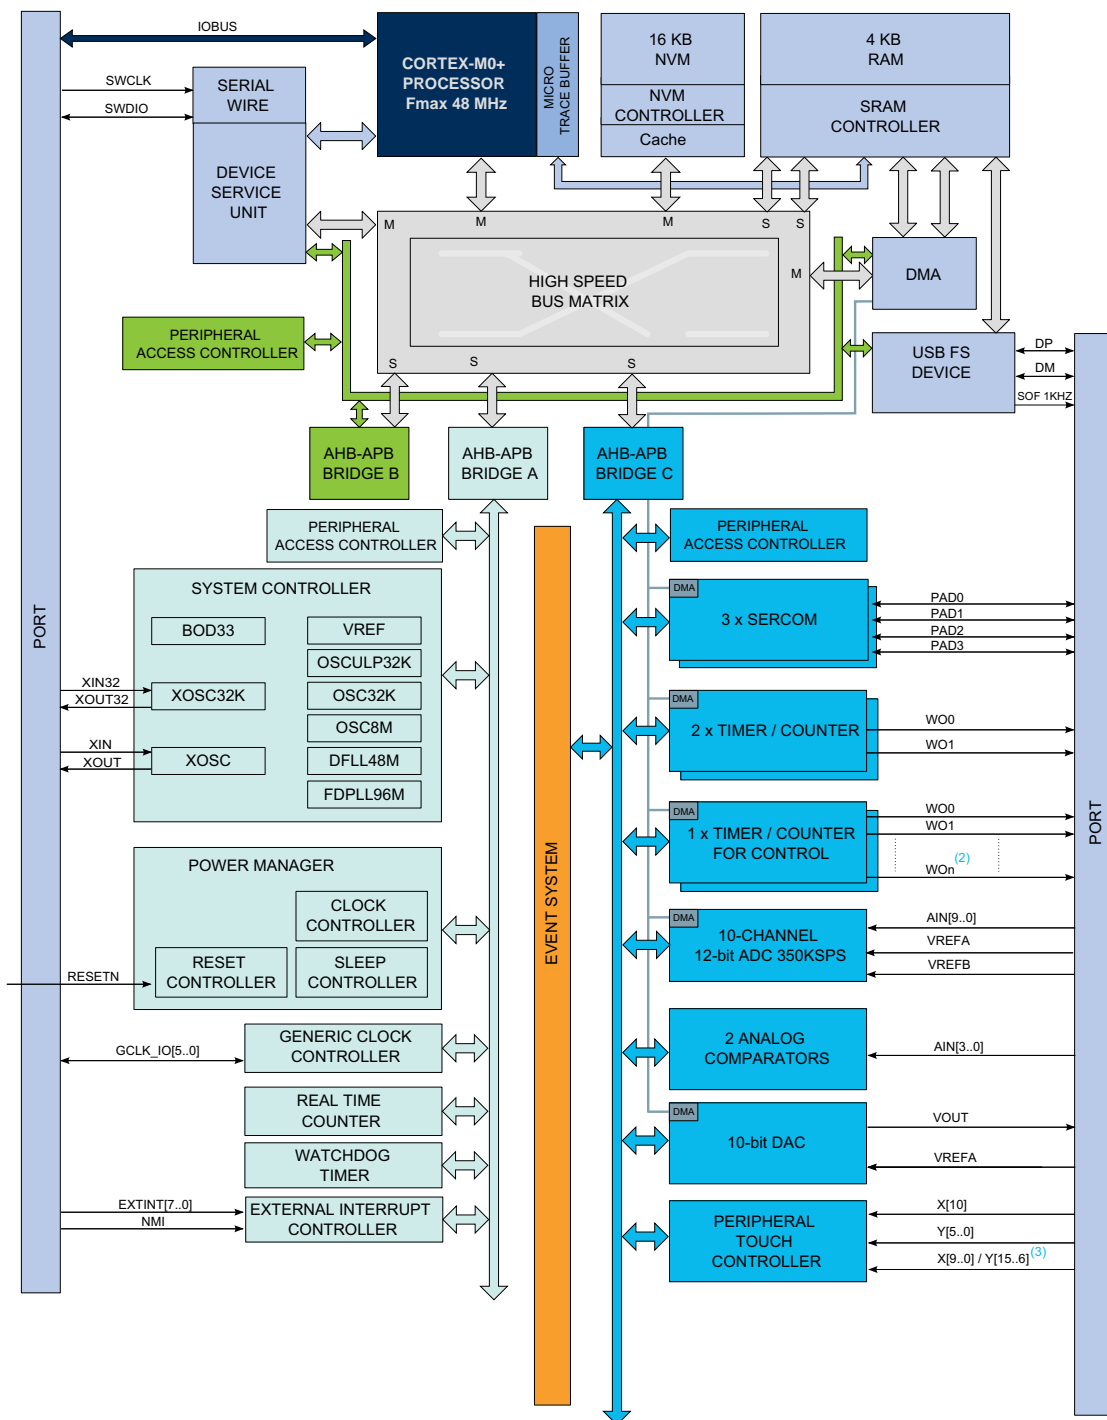 IOBUS
SWCLK
SWDIO
SERIAL
WIRE
DEVICE
SERVICE
UNIT
CORTEX-M0+
PROCESSOR
Fmax 48 MHz
MICRO
TRACE BUFFER
16 KB
NVM
NVM
CONTROLLER
Cache
4 KB
RAM
SRAM
CONTROLLER
M
M
M
S
S
M
HIGH SPEED
BUS MATRIX
S
S
S
DMA
PERIPHERAL
ACCESS CONTROLLER
USB FS
DEVICE
DP
DM
SOF 1KHZ
AHB-APB
BRIDGE B
AHB-APB
BRIDGE A
AHB-APB
BRIDGE C
PERIPHERAL
ACCESS CONTROLLER
PERIPHERAL
ACCESS CONTROLLER
PORT
SYSTEM CONTROLLER
BOD33
VREF
OSCULP32K
XOSC32K
OSC32K
OSC8M
XOSC
DFLL48M
FDPLL96M
XIN32
XOUT32
XIN
XOUT
POWER MANAGER
CLOCK
CONTROLLER
RESET
CONTROLLER
SLEEP
CONTROLLER
RESETN
GCLK_IO[5..0]
GENERIC CLOCK
CONTROLLER
REAL TIME
COUNTER
WATCHDOG
TIMER
EXTINT[7..0]
NMI
EXTERNAL INTERRUPT
CONTROLLER
EVENT SYSTEM
DMA
3 x SERCOM
PAD0
PAD1
PAD2
PAD3
DMA
2 x TIMER / COUNTER
WO0
WO1
DMA
1 x TIMER / COUNTER
FOR CONTROL
WO0
WO1
(2)
WOn
PORT
DMA
10-CHANNEL
12-bit ADC 350KSPS
AIN[9..0]
VREFA
VREFB
2 ANALOG
COMPARATORS
AIN[3..0]
DMA
10-bit DAC
VOUT
VREFA
PERIPHERAL
TOUCH
CONTROLLER
X[10]
Y[5..0]
X[9..0] / Y[15..6](3)